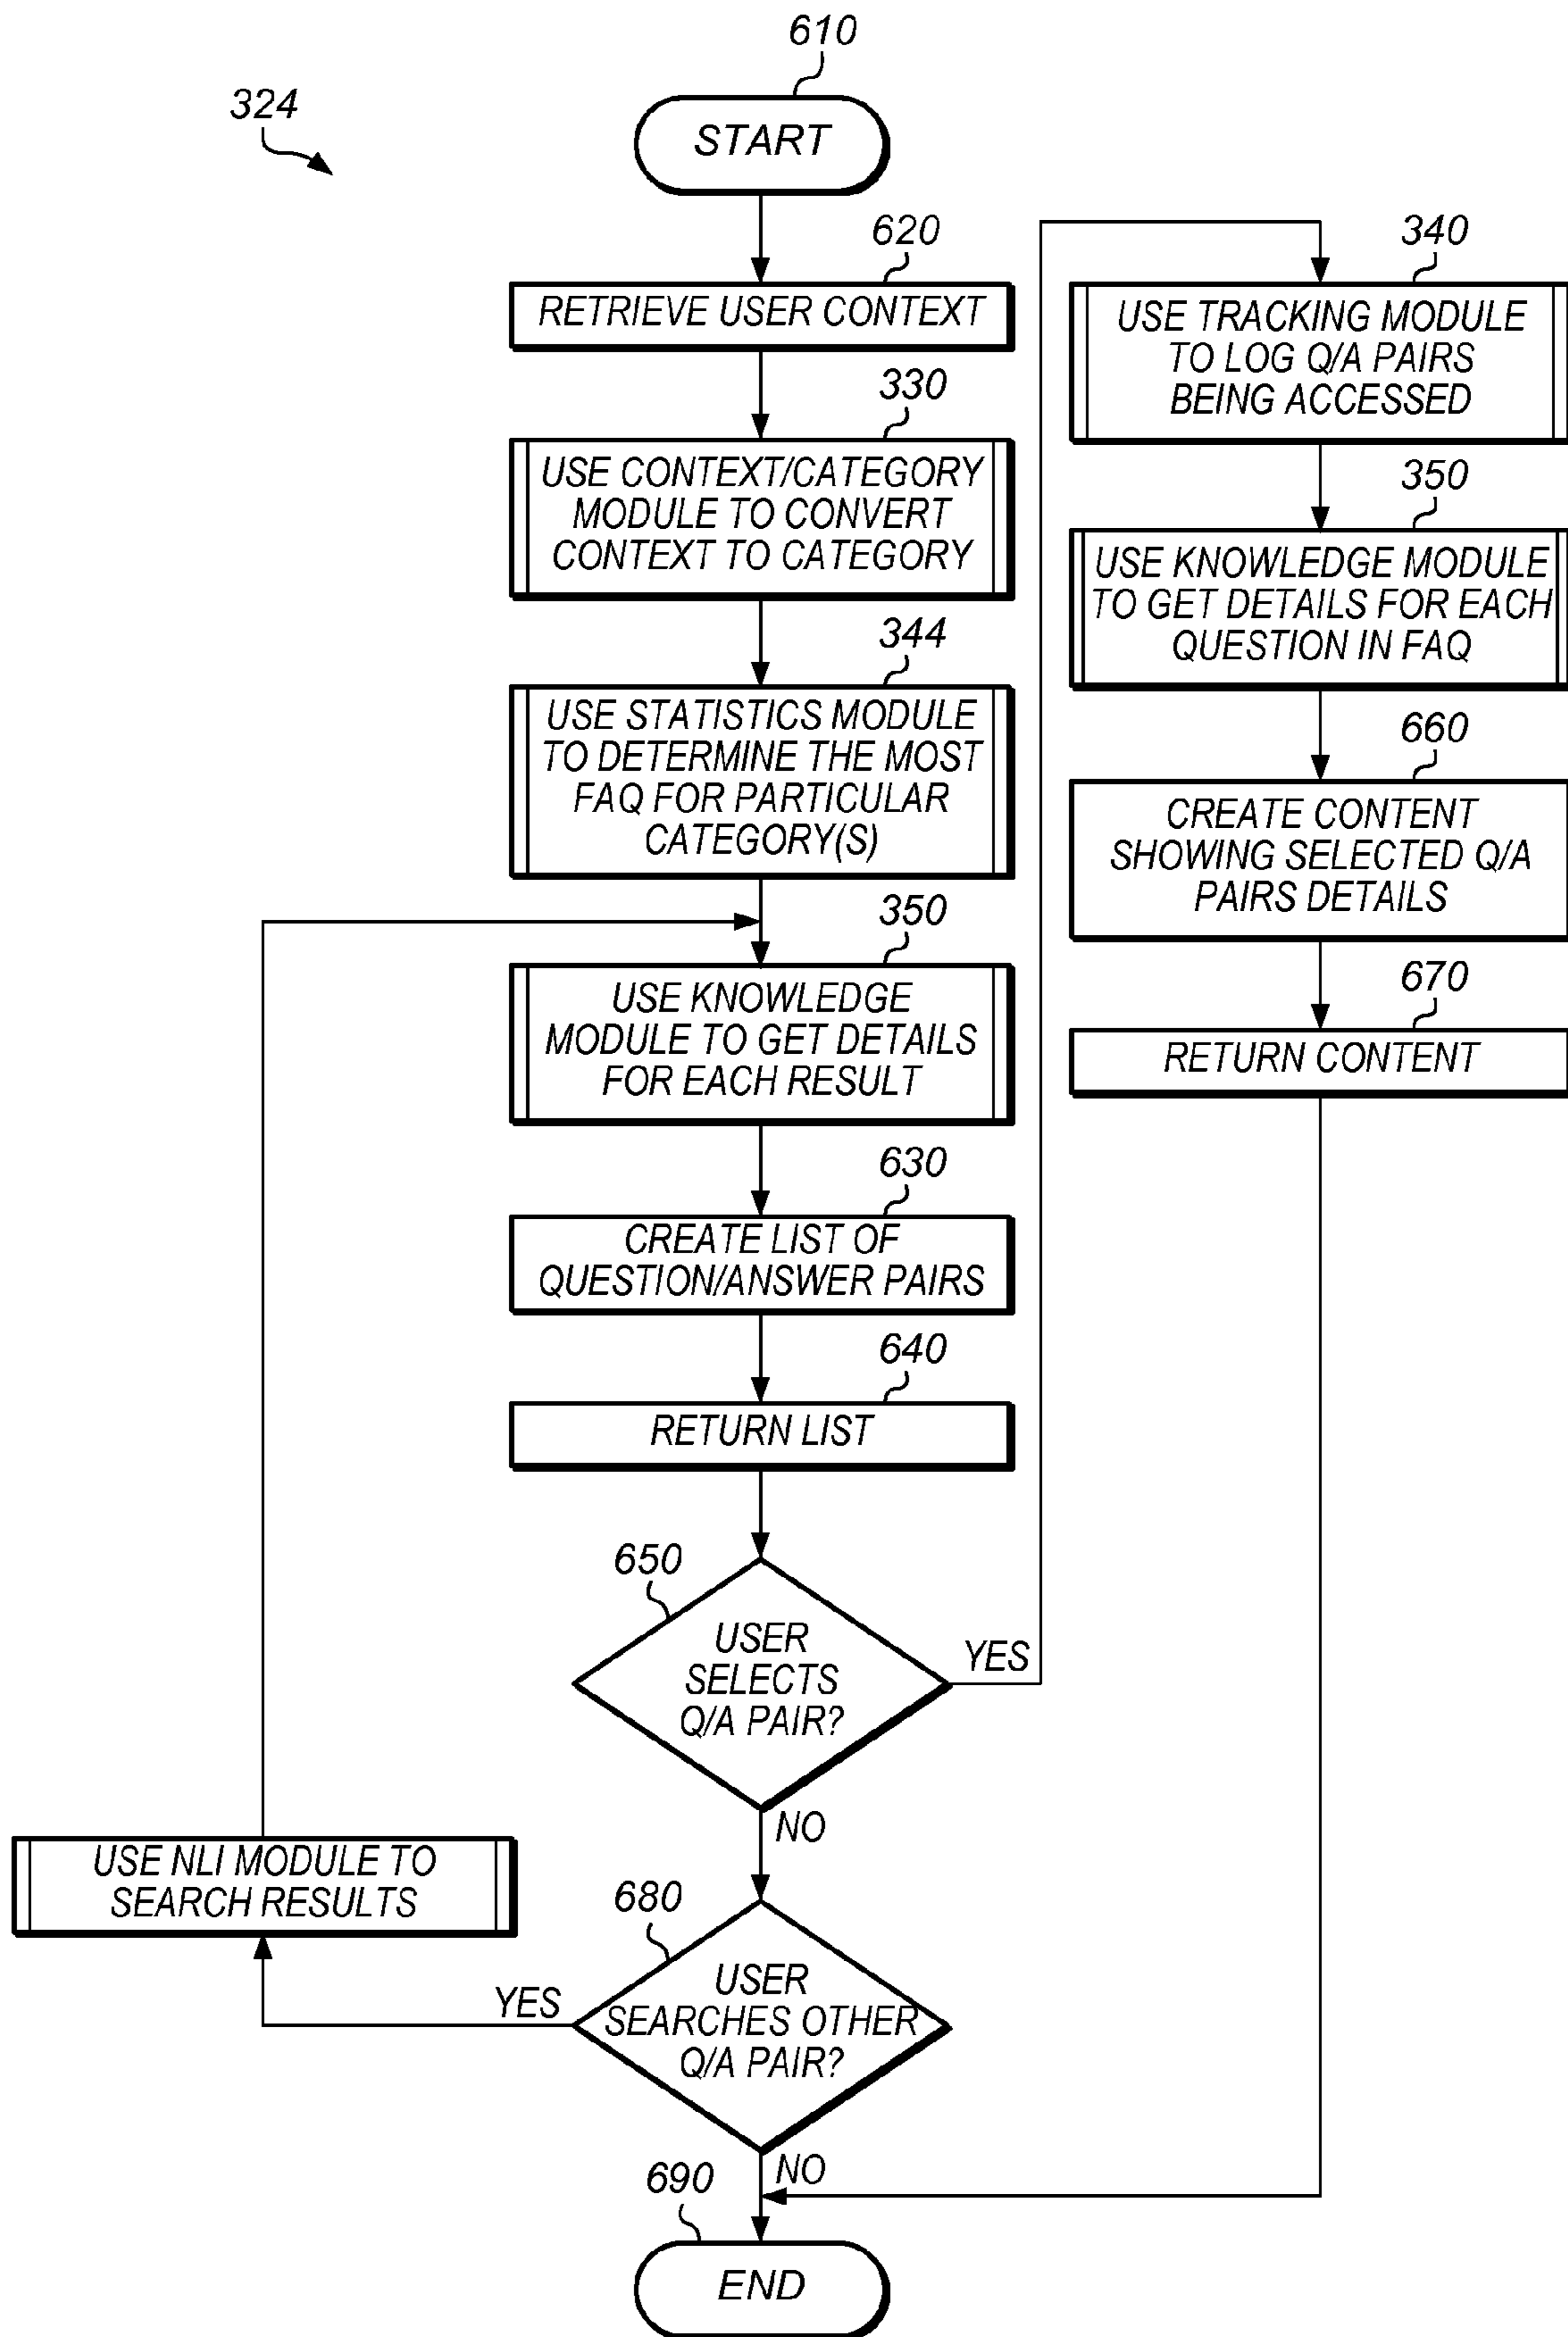 610
324
START
620
RETRIEVE USER CONTEXT
330
USE CONTEXT/CATEGORY
MODULE TO CONVERT
CONTEXT TO CATEGORY
344
USE STATISTICS MODULE
TO DETERMINE THE MOST
FAQ FOR PARTICULAR
CATEGORY(S)
350
USE KNOWLEDGE
MODULE TO GET DETAILS
FOR EACH RESULT
630
CREATE LIST OF
QUESTION/ANSWER PAIRS
640
RETURN LIST
650
USER
SELECTS
Q/A PAIR?
YES
NO
340
USE TRACKING MODULE
TO LOG Q/A PAIRS
BEING ACCESSED
350
USE KNOWLEDGE MODULE
TO GET DETAILS FOR EACH
QUESTION IN FAQ
660
CREATE CONTENT
SHOWING SELECTED Q/A
PAIRS DETAILS
670
RETURN CONTENT
680
USER
SEARCHES OTHER
Q/A PAIR?
YES
USE NLI MODULE TO
SEARCH RESULTS
NO
690
END